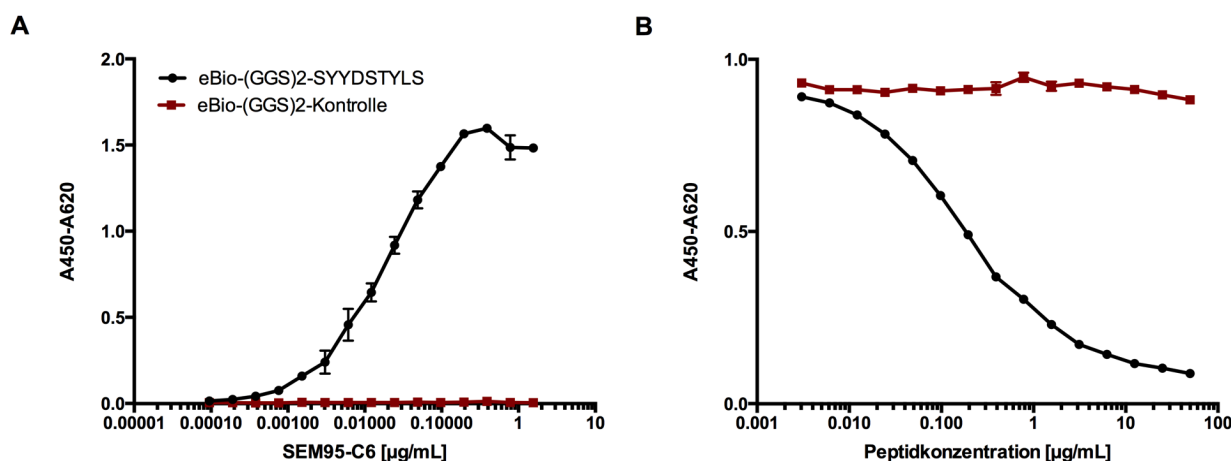 A
2.0
1.5
1.0
0.5
0.0
A450-A620
eBio-(GGS)2-SYYDSTYLS
eBio-(GGS)2-Kontrolle
0.00001 0.00010 0.00100 0.01000 0.10000 1 10
SEM95-C6 [µg/mL]
B
1.0
0.5
0.0
A450-A620
0.001 0.010 0.100 1 10 100
Peptidkonzentration [µg/mL]